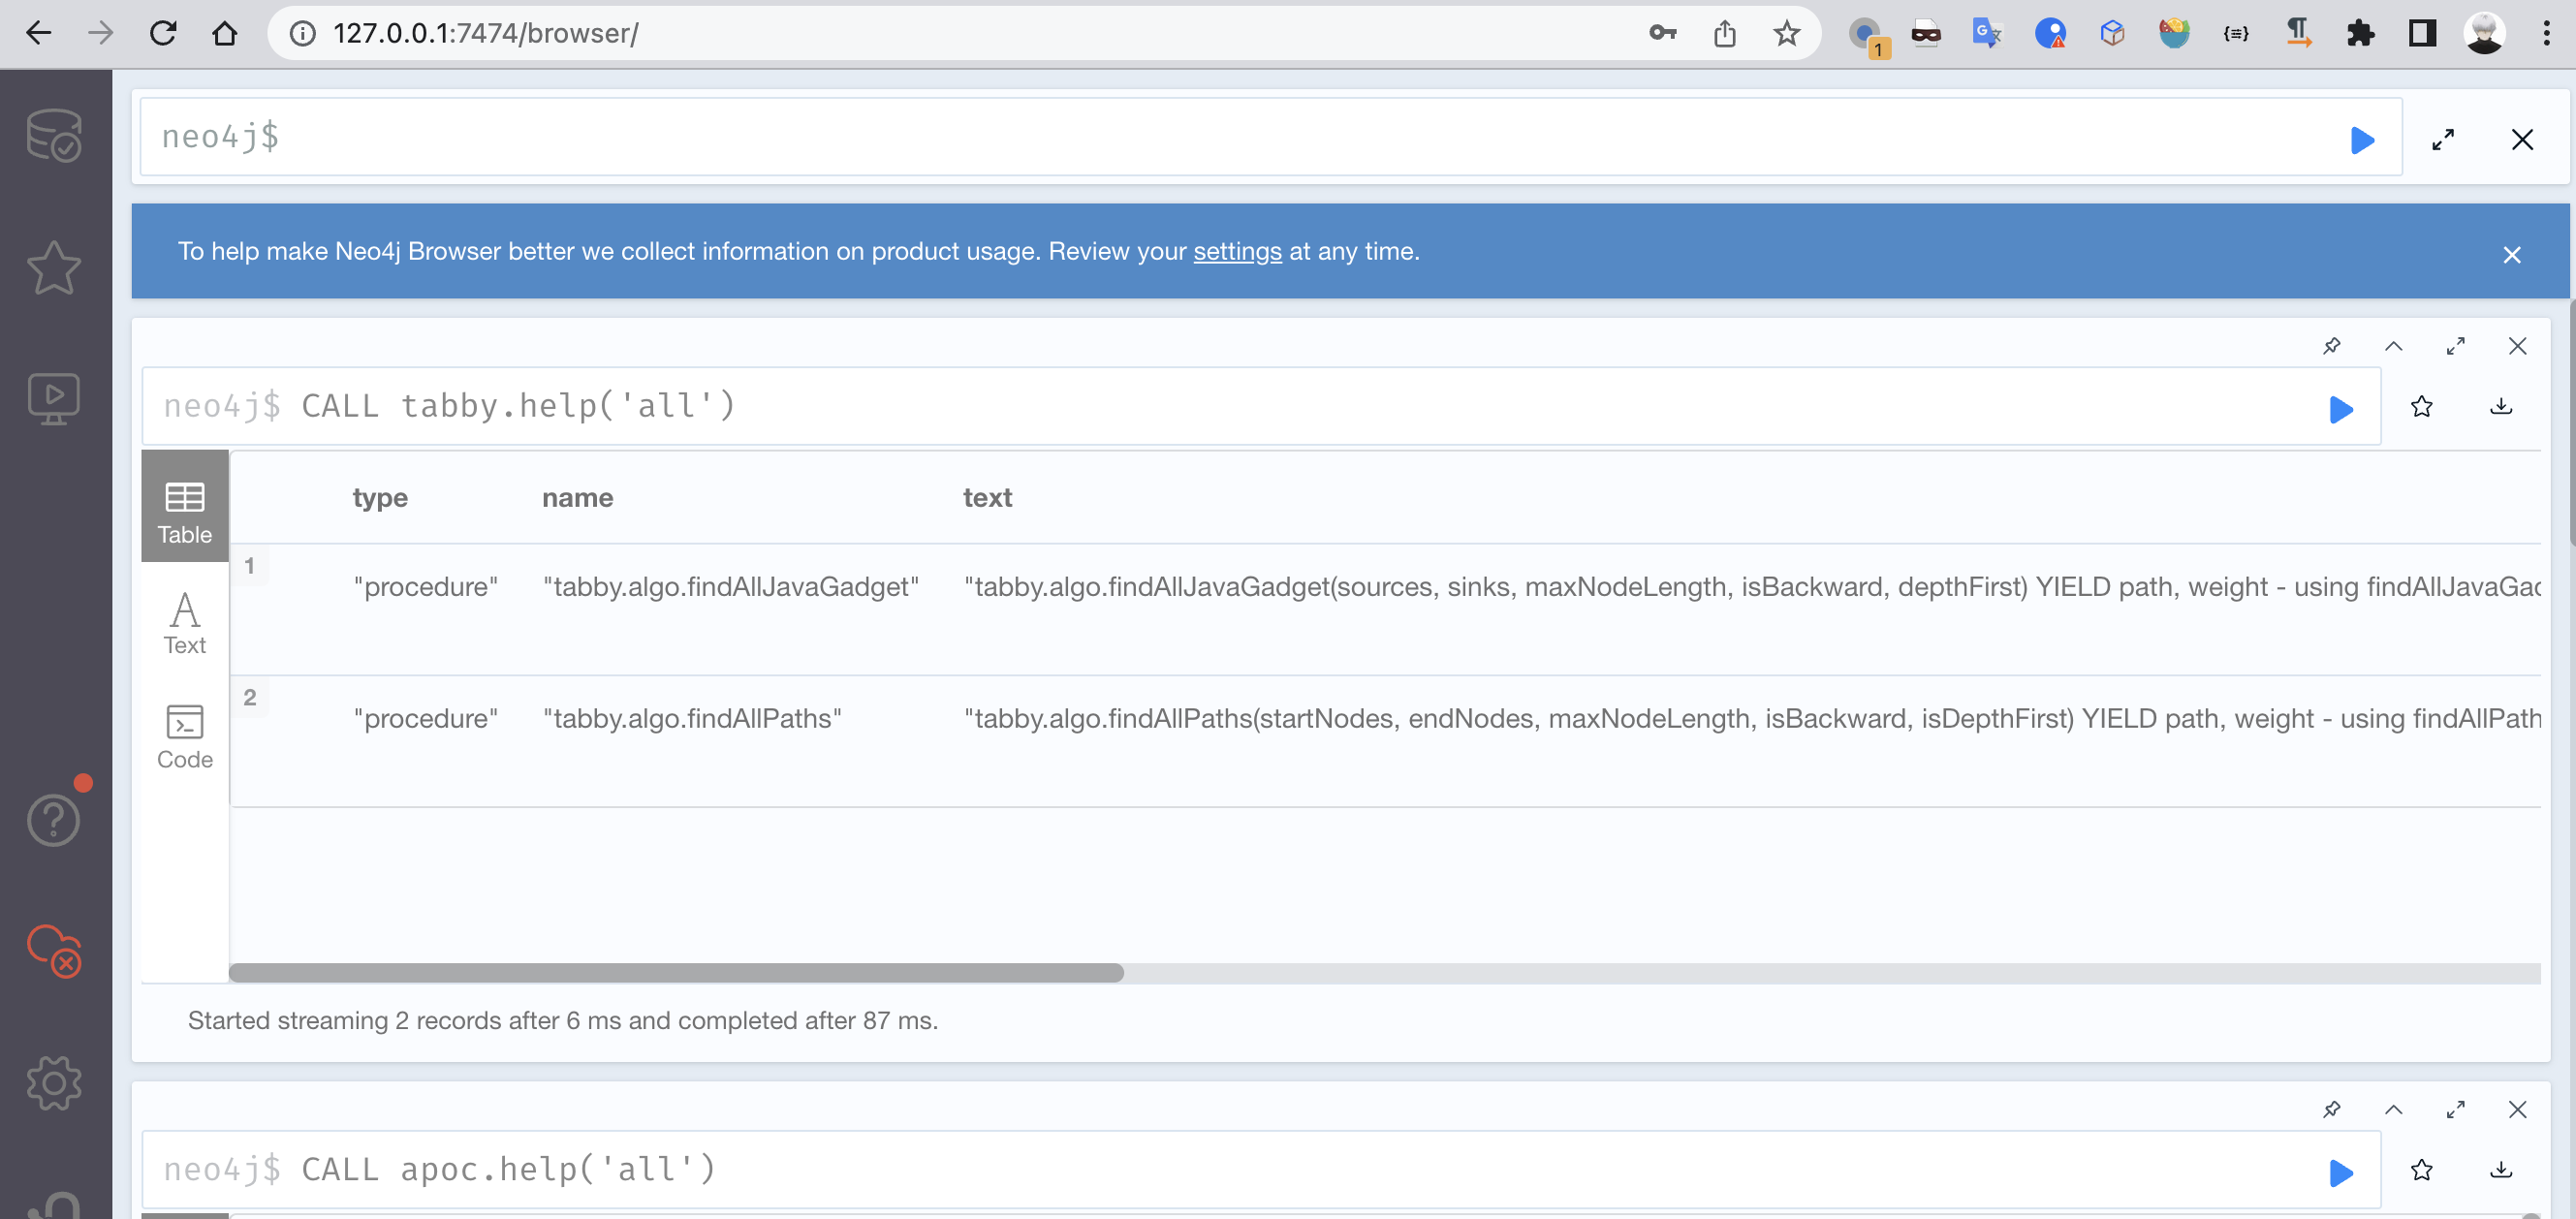 127.0.0.1:7474/browser/
1
neo4j$
To help make Neo4j Browser better we collect information on product usage. Review your settings at any time.
neo4j$ CALL tabby.help('all')
type name text
Table
1
"procedure" "tabby.algo.findAllJavaGadget" "tabby.algo.findAllJavaGadget(sources, sinks, maxNodeLength, isBackward, depthFirst) YIELD path, weight - using findAllJavaGad
Text
2
"procedure" "tabby.algo.findAllPaths" "tabby.algo.findAllPaths(startNodes, endNodes, maxNodeLength, isBackward, isDepthFirst) YIELD path, weight - using findAllPath
Code
Started streaming 2 records after 6 ms and completed after 87 ms.
neo4j$ CALL apoc.help('all')